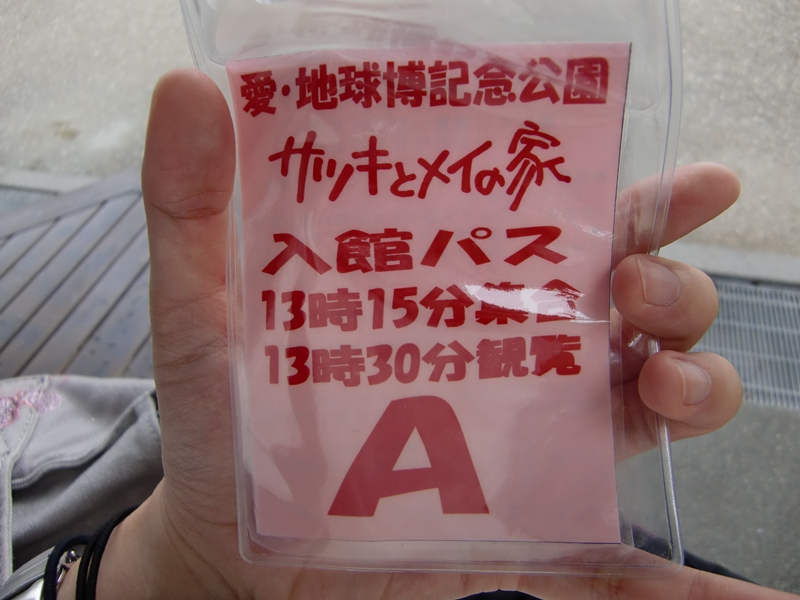 愛・地球博記念公園
サツキとメイの家
入館パス
13時15分集合
13時30分観覧
A